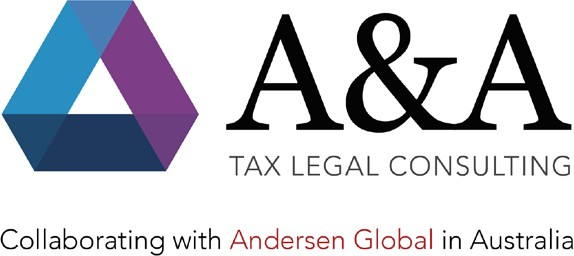 A&A
TAX LEGAL CONSULTING
Collaborating with Andersen Global in Australia